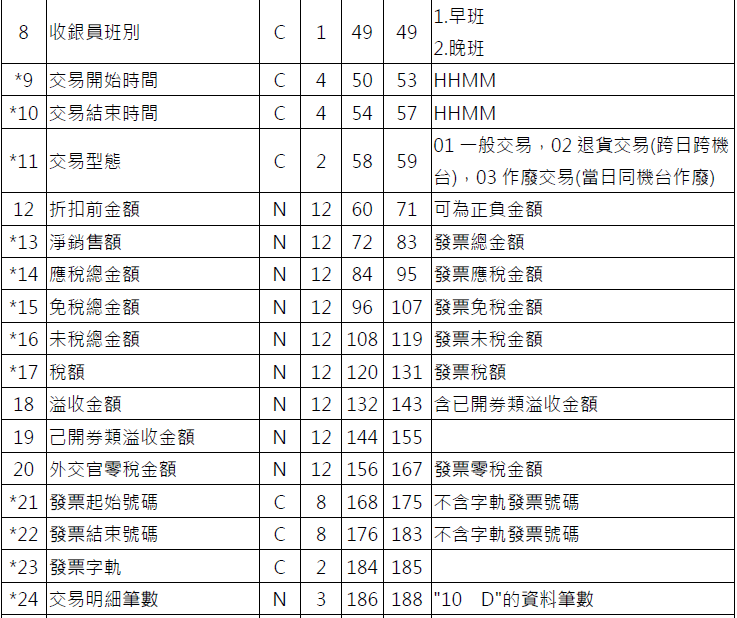 8 收銀員班別 C 1 49 49 1.早班
2.晚班
*9 交易開始時間 C 4 50 53 HHMM
*10 交易結束時間 C 4 54 57 HHMM
*11 交易型態 C 2 58 59 01 一般交易，02 退貨交易(跨日跨機
台)，03 作廢交易(當日同機台作廢)
12 折扣前金額 N 12 60 71 可為正負金額
*13 淨銷售額 N 12 72 83 發票總金額
*14 應稅總金額 N 12 84 95 發票應稅金額
*15 免稅總金額 N 12 96 107 發票免稅金額
*16 未稅總金額 N 12 108 119 發票未稅金額
*17 稅額 N 12 120 131 發票稅額
18 溢收金額 N 12 132 143 含已開券類溢收金額
19 己開券類溢收金額 N 12 144 155
20 外交官零稅金額 N 12 156 167 發票零稅金額
*21 發票起始號碼 C 8 168 175 不含字軌發票號碼
*22 發票結束號碼 C 8 176 183 不含字軌發票號碼
*23 發票字軌 C 2 184 185
*24 交易明細筆數 N 3 186 188 "10　D"的資料筆數